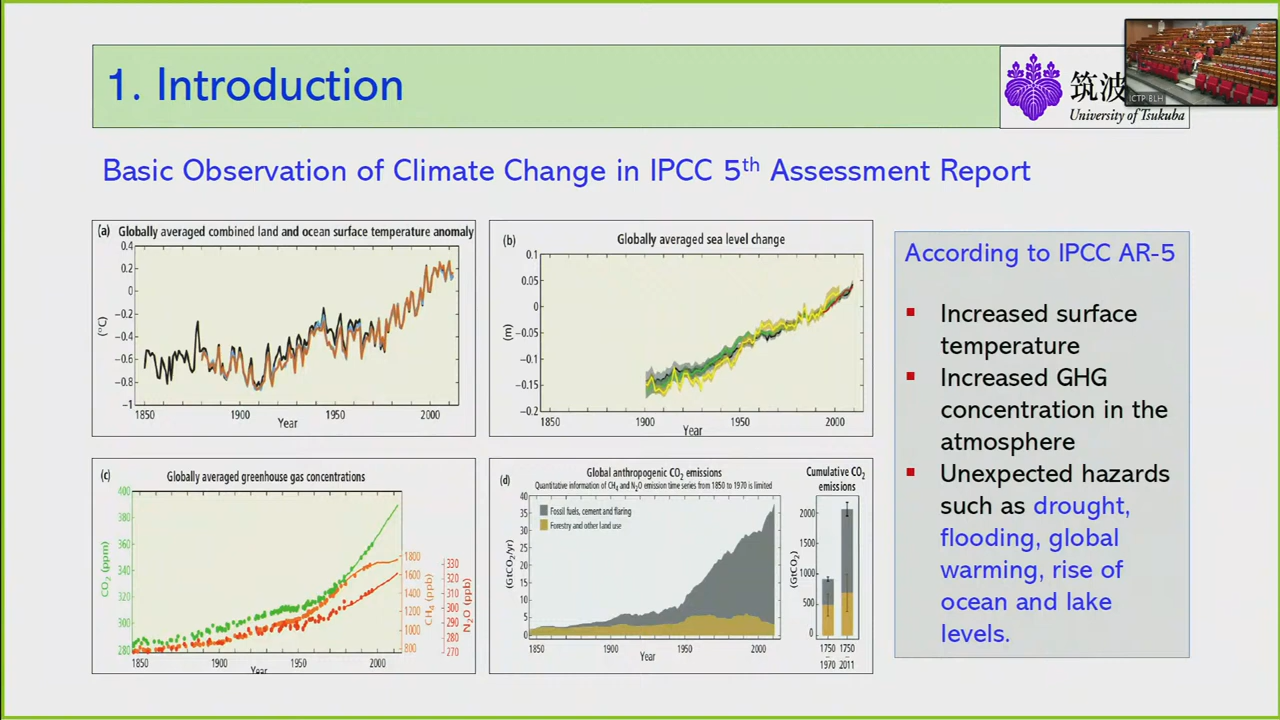 1. Introduction
筑波
ICTP-BLH
University of Tsukuba
Basic Observation of Climate Change in IPCC 5th Assessment Report
(a) Globally averaged combined land and ocean surface temperature anomaly
0.4
0.2
0
−0.2
−0.4
−0.6
−0.8
−1
(°C)
1850 1900 1950 2000
Year
(b) Globally averaged sea level change
0.1
0.05
0
−0.05
−0.1
−0.15
−0.2
(m)
1850 1900 1950 2000
Year
(c) Globally averaged greenhouse gas concentrations
400
380
360
340
320
300
280
CO2 (ppm)
1800
1600
1400
1200
1000
800
CH4 (ppb)
330
320
310
300
290
280
270
N2O (ppb)
1850 1900 1950 2000
Year
(d) Global anthropogenic CO2 emissions
Quantitative information of CH4 and N2O emission time series from 1850 to 1970 is limited
Fossil fuels, cement and flaring
Forestry and other land use
40
35
30
25
20
15
10
5
0
(GtCO2/yr)
1850 1900 1950 2000
Year
Cumulative CO2
emissions
2000
1500
1000
500
0
(GtCO2)
1750 1750
1970 2011
According to IPCC AR-5
▪ Increased surface
temperature
▪ Increased GHG
concentration in the
atmosphere
▪ Unexpected hazards
such as drought,
flooding, global
warming, rise of
ocean and lake
levels.